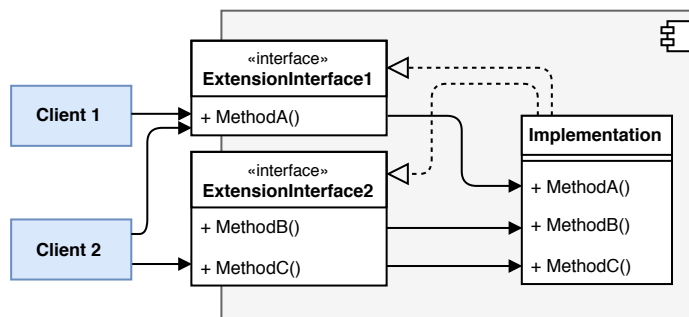 «interface»
ExtensionInterface1
+ MethodA()
Client 1
«interface»
ExtensionInterface2
+ MethodB()
+ MethodC()
Client 2
Implementation
+ MethodA()
+ MethodB()
+ MethodC()